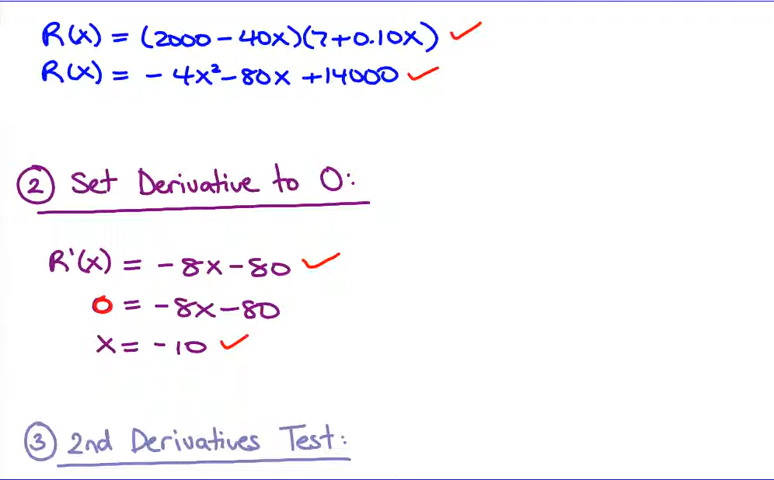 R(x) = (2000 - 40x)(7 + 0.10x) ✓
R(x) = - 4x² - 80x + 14000 ✓
② Set Derivative to 0:
R'(x) = - 8x - 80 ✓
0 = - 8x - 80
x = - 10 ✓
③ 2nd Derivatives Test: